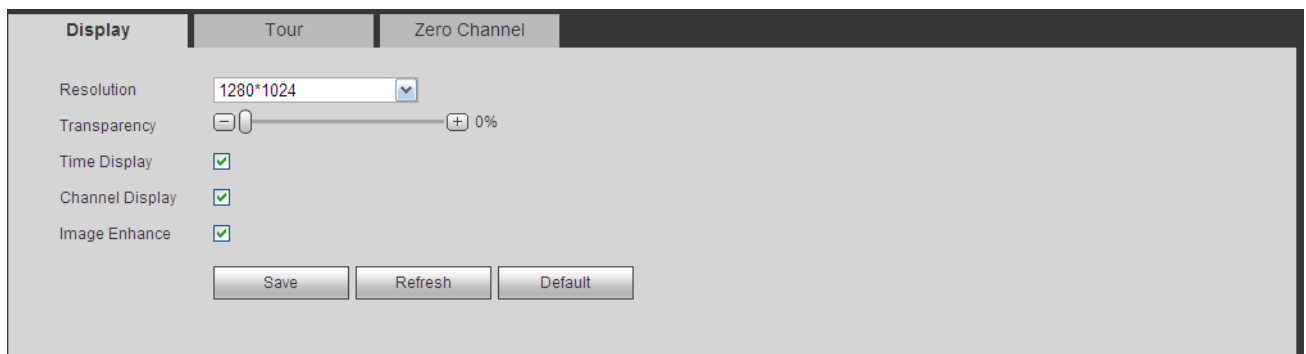 Display Tour Zero Channel
Resolution 1280*1024
Transparency 0%
Time Display
Channel Display
Image Enhance
Save Refresh Default